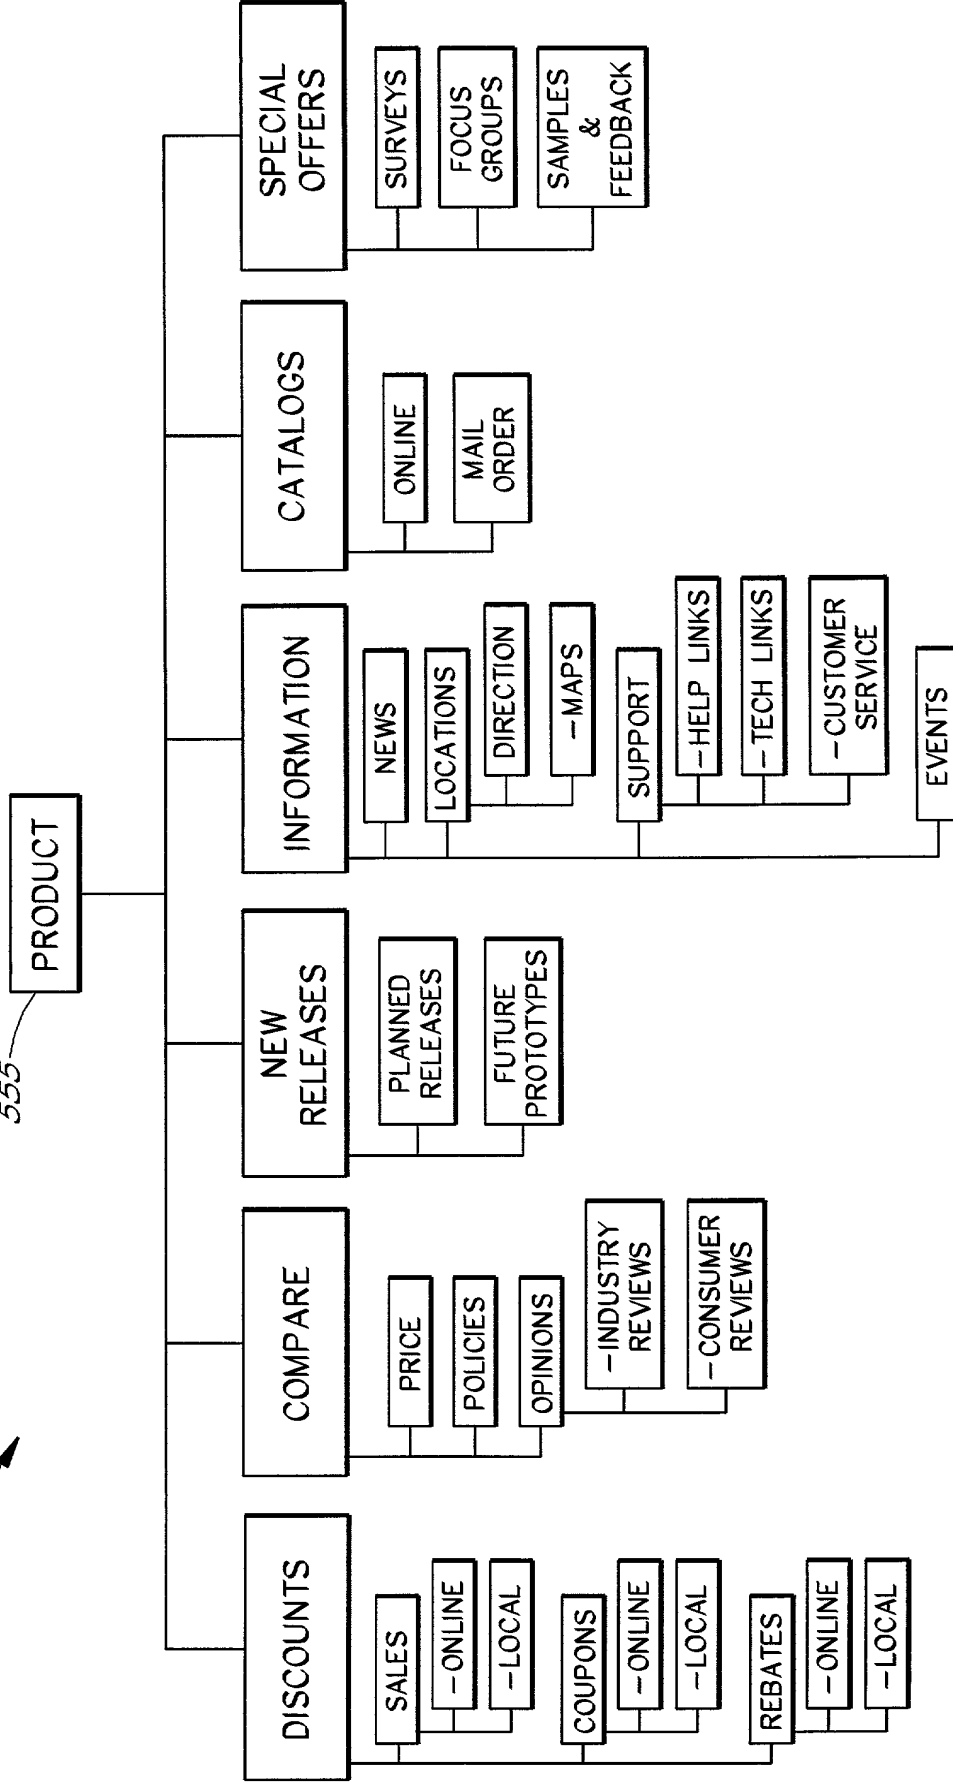 555
PRODUCT
DISCOUNTS
SALES
-ONLINE
-LOCAL
COUPONS
-ONLINE
-LOCAL
REBATES
-ONLINE
-LOCAL
COMPARE
PRICE
POLICIES
OPINIONS
-INDUSTRY
REVIEWS
-CONSUMER
REVIEWS
NEW
RELEASES
PLANNED
RELEASES
FUTURE
PROTOTYPES
INFORMATION
NEWS
LOCATIONS
DIRECTION
-MAPS
SUPPORT
-HELP LINKS
-TECH LINKS
-CUSTOMER
SERVICE
EVENTS
CATALOGS
ONLINE
MAIL
ORDER
SPECIAL
OFFERS
SURVEYS
FOCUS
GROUPS
SAMPLES
&
FEEDBACK